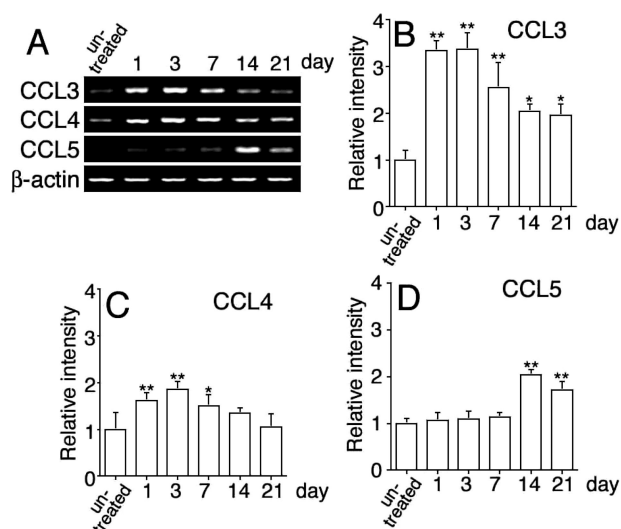 A
un-treated 1 3 7 14 21 day
CCL3
CCL4
CCL5
β-actin
B
CCL3
Relative intensity
4
3
2
1
0
** ** ** * *
un-treated 1 3 7 14 21 day
C
CCL4
Relative intensity
4
3
2
1
0
** ** *
un-treated 1 3 7 14 21 day
D
CCL5
Relative intensity
4
3
2
1
0
** **
un-treated 1 3 7 14 21 day